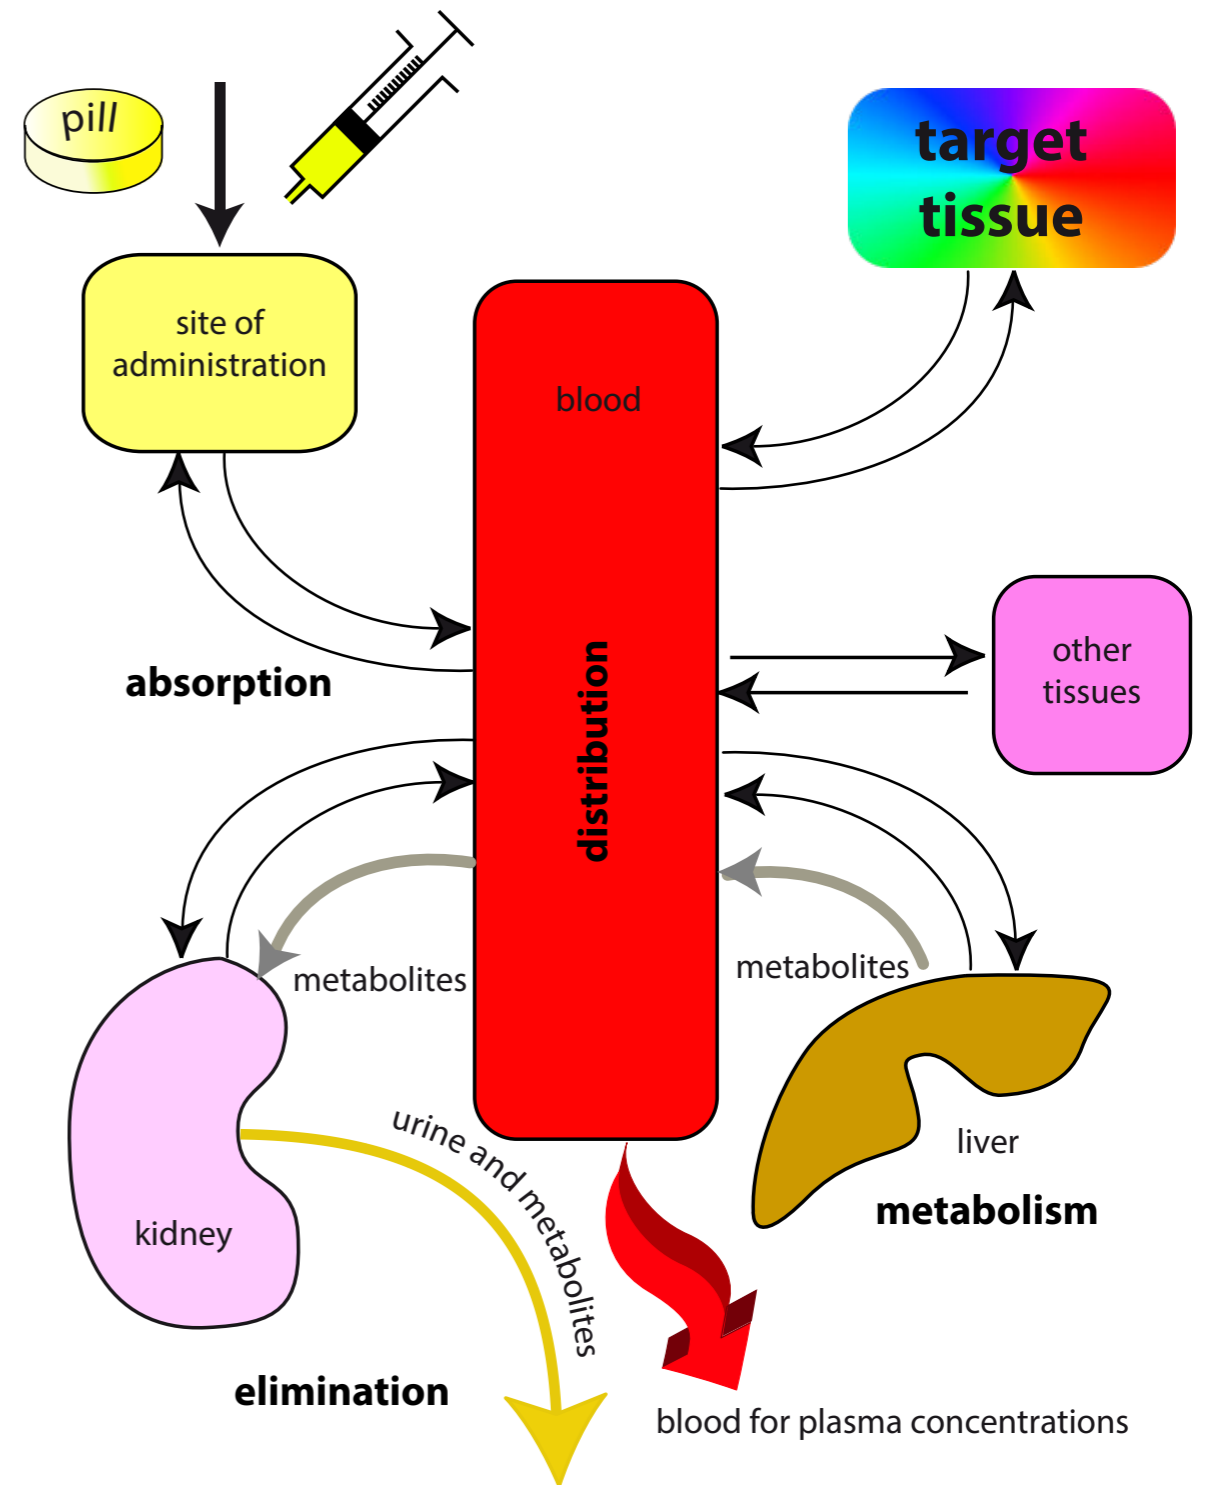 pill
target
tissue
site of
administration
blood
other
tissues
absorption
distribution
metabolites
metabolites
urine and metabolites
liver
metabolism
kidney
elimination
blood for plasma concentrations